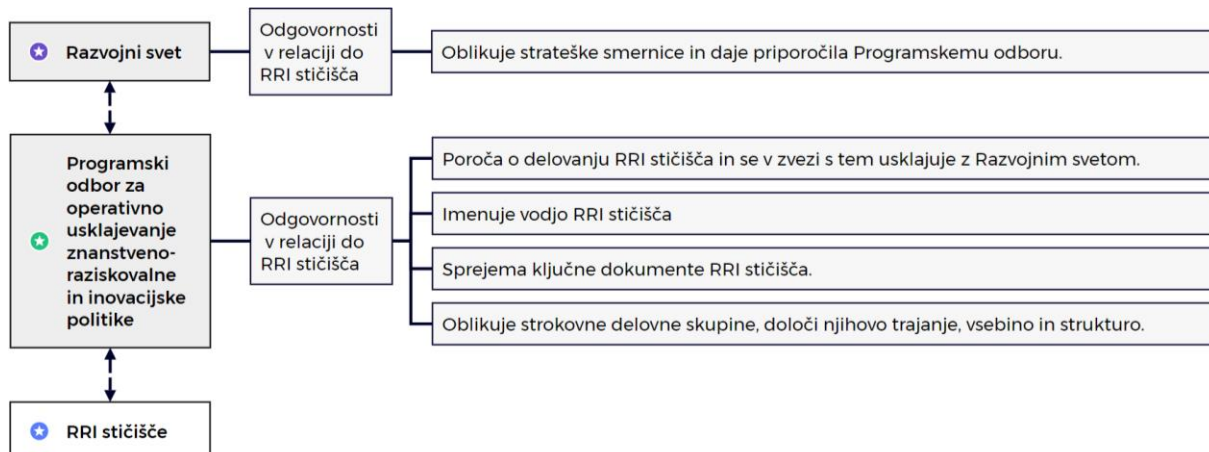 Razvojni svet
Odgovornosti
v relaciji do
RRI stičišča
Oblikuje strateške smernice in daje priporočila Programskemu odboru.
Programski
odbor za
operativno
usklajevanje
znanstveno-
raziskovalne
in inovacijske
politike
Odgovornosti
v relaciji do
RRI stičišča
Poroča o delovanju RRI stičišča in se v zvezi s tem usklajuje z Razvojnim svetom.
Imenuje vodjo RRI stičišča
Sprejema ključne dokumente RRI stičišča.
Oblikuje strokovne delovne skupine, določi njihovo trajanje, vsebino in strukturo.
RRI stičišče